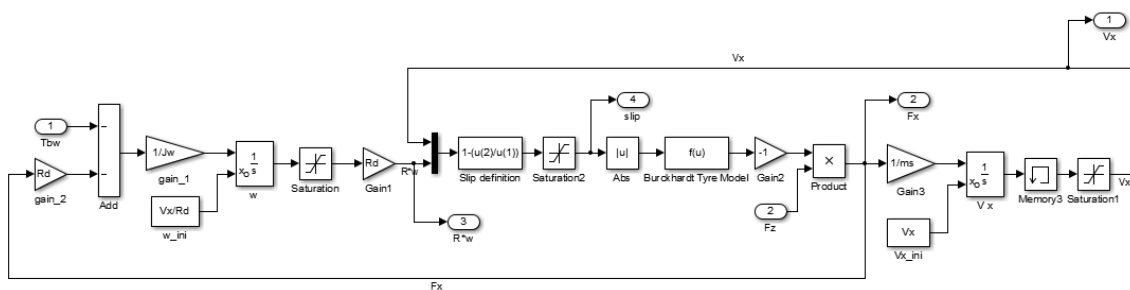 1
Vx
Vx
1
Tbw
Rd
gain_2
−
−
Add
1/Jw
gain_1
Vx/Rd
w_ini
xo
1
s
w
Saturation
Rd
Gain1
R*w
3
R*w
1-(u(2)/u(1))
Slip definition
Saturation2
4
slip
|u|
Abs
f(u)
Burckhardt Tyre Model
-1
Gain2
2
Fz
×
Product
2
Fx
1/ms
Gain3
Vx
Vx_ini
xo
1
s
V x
Memory3
Saturation1
Vx
Fx